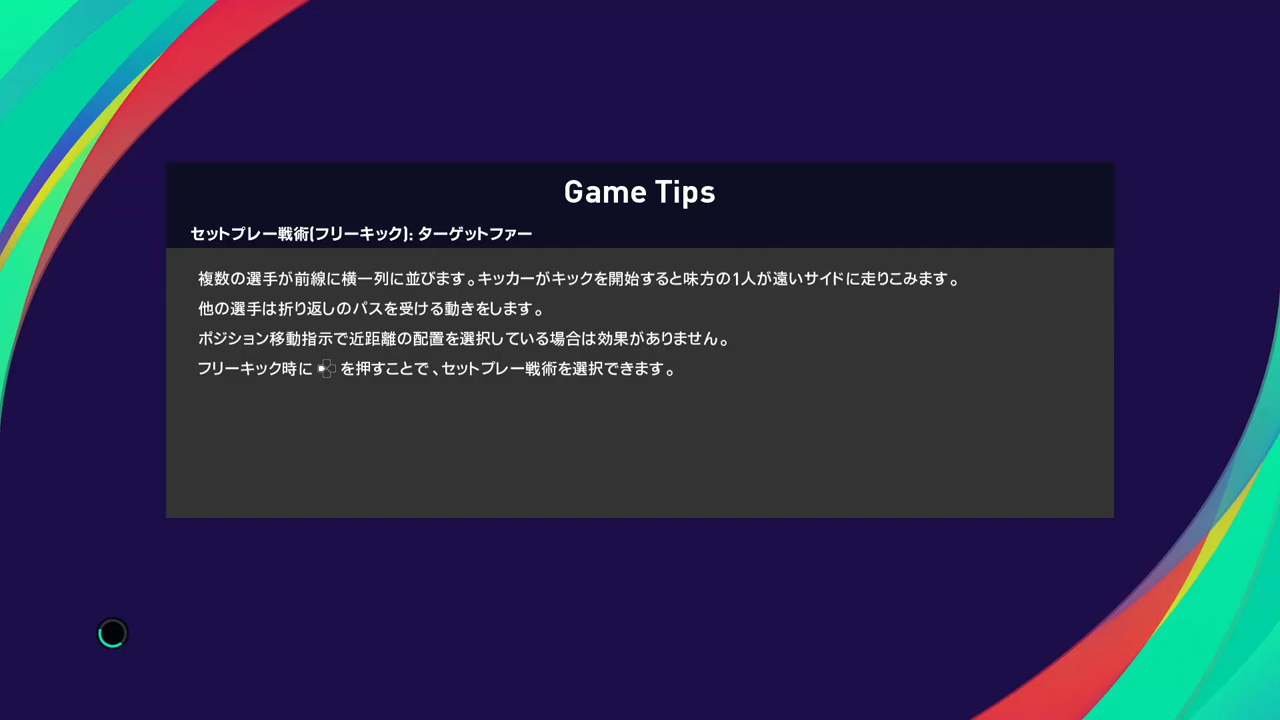 Game Tips
セットプレー戦術(フリーキック): ターゲットファー
複数の選手が前線に横一列に並びます。キッカーがキックを開始すると味方の1人が遠いサイドに走りこみます。
他の選手は折り返しのパスを受ける動きをします。
ポジション移動指示で近距離の配置を選択している場合は効果がありません。
フリーキック時に を押すことで、セットプレー戦術を選択できます。